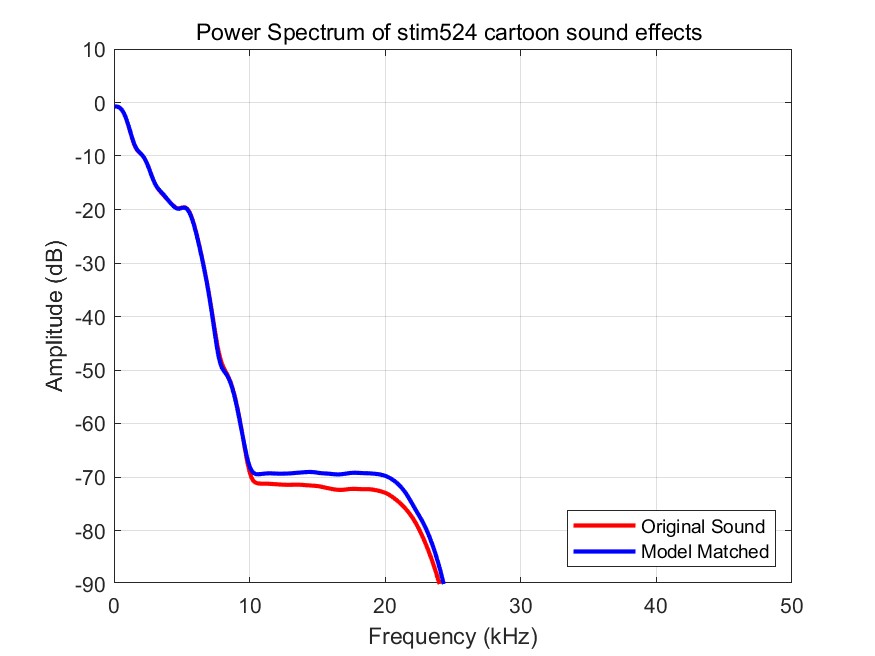 Power Spectrum of stim524 cartoon sound effects
10
0
-10
-20
-30
-40
-50
-60
-70
-80
-90
Amplitude (dB)
Original Sound
Model Matched
0 10 20 30 40 50
Frequency (kHz)